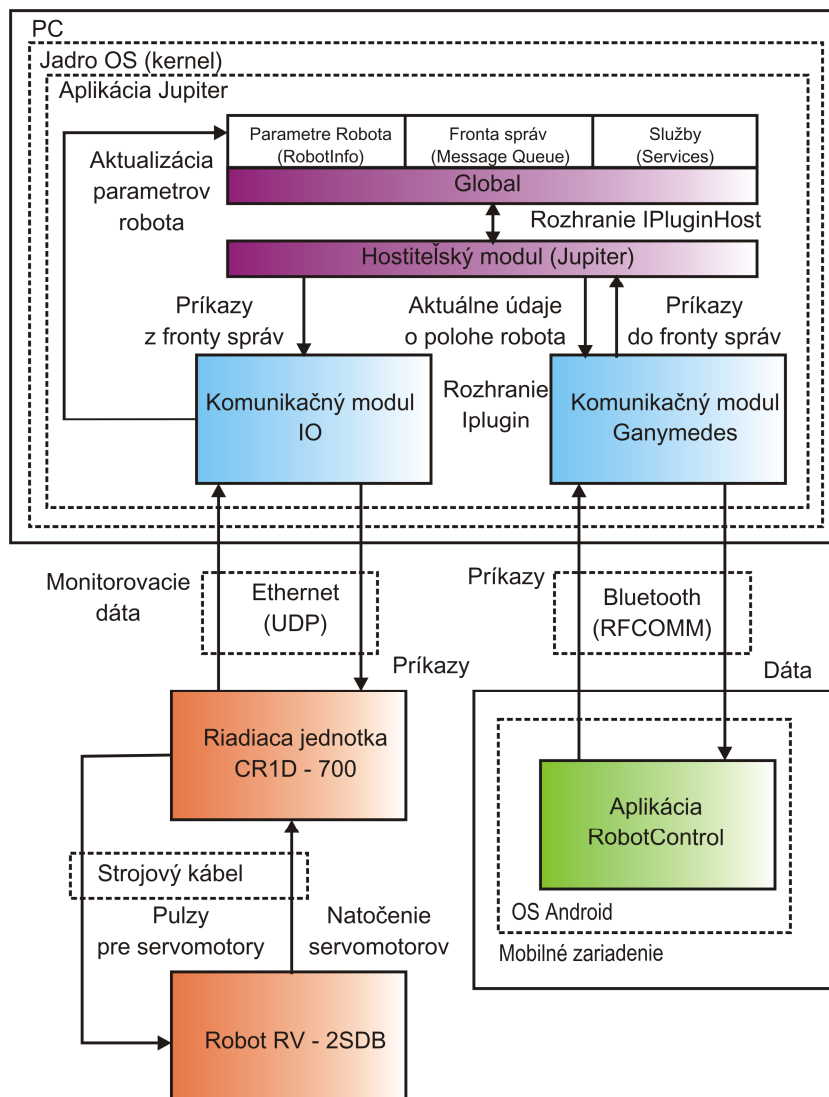 PC
Jadro OS (kernel)
Aplikácia Jupiter
Parametre Robota
(RobotInfo)
Fronta správ
(Message Queue)
Služby
(Services)
Global
Aktualizácia
parametrov
robota
Rozhranie IPluginHost
Hostiteľský modul (Jupiter)
Príkazy
z fronty správ
Aktuálne údaje
o polohe robota
Príkazy
do fronty správ
Komunikačný modul
IO
Rozhranie
Iplugin
Komunikačný modul
Ganymedes
Monitorovacie
dáta
Ethernet
(UDP)
Príkazy
Príkazy
Bluetooth
(RFCOMM)
Dáta
Riadiaca jednotka
CR1D - 700
Aplikácia
RobotControl
OS Android
Mobilné zariadenie
Strojový kábel
Pulzy
pre servomotory
Natočenie
servomotorov
Robot RV - 2SDB